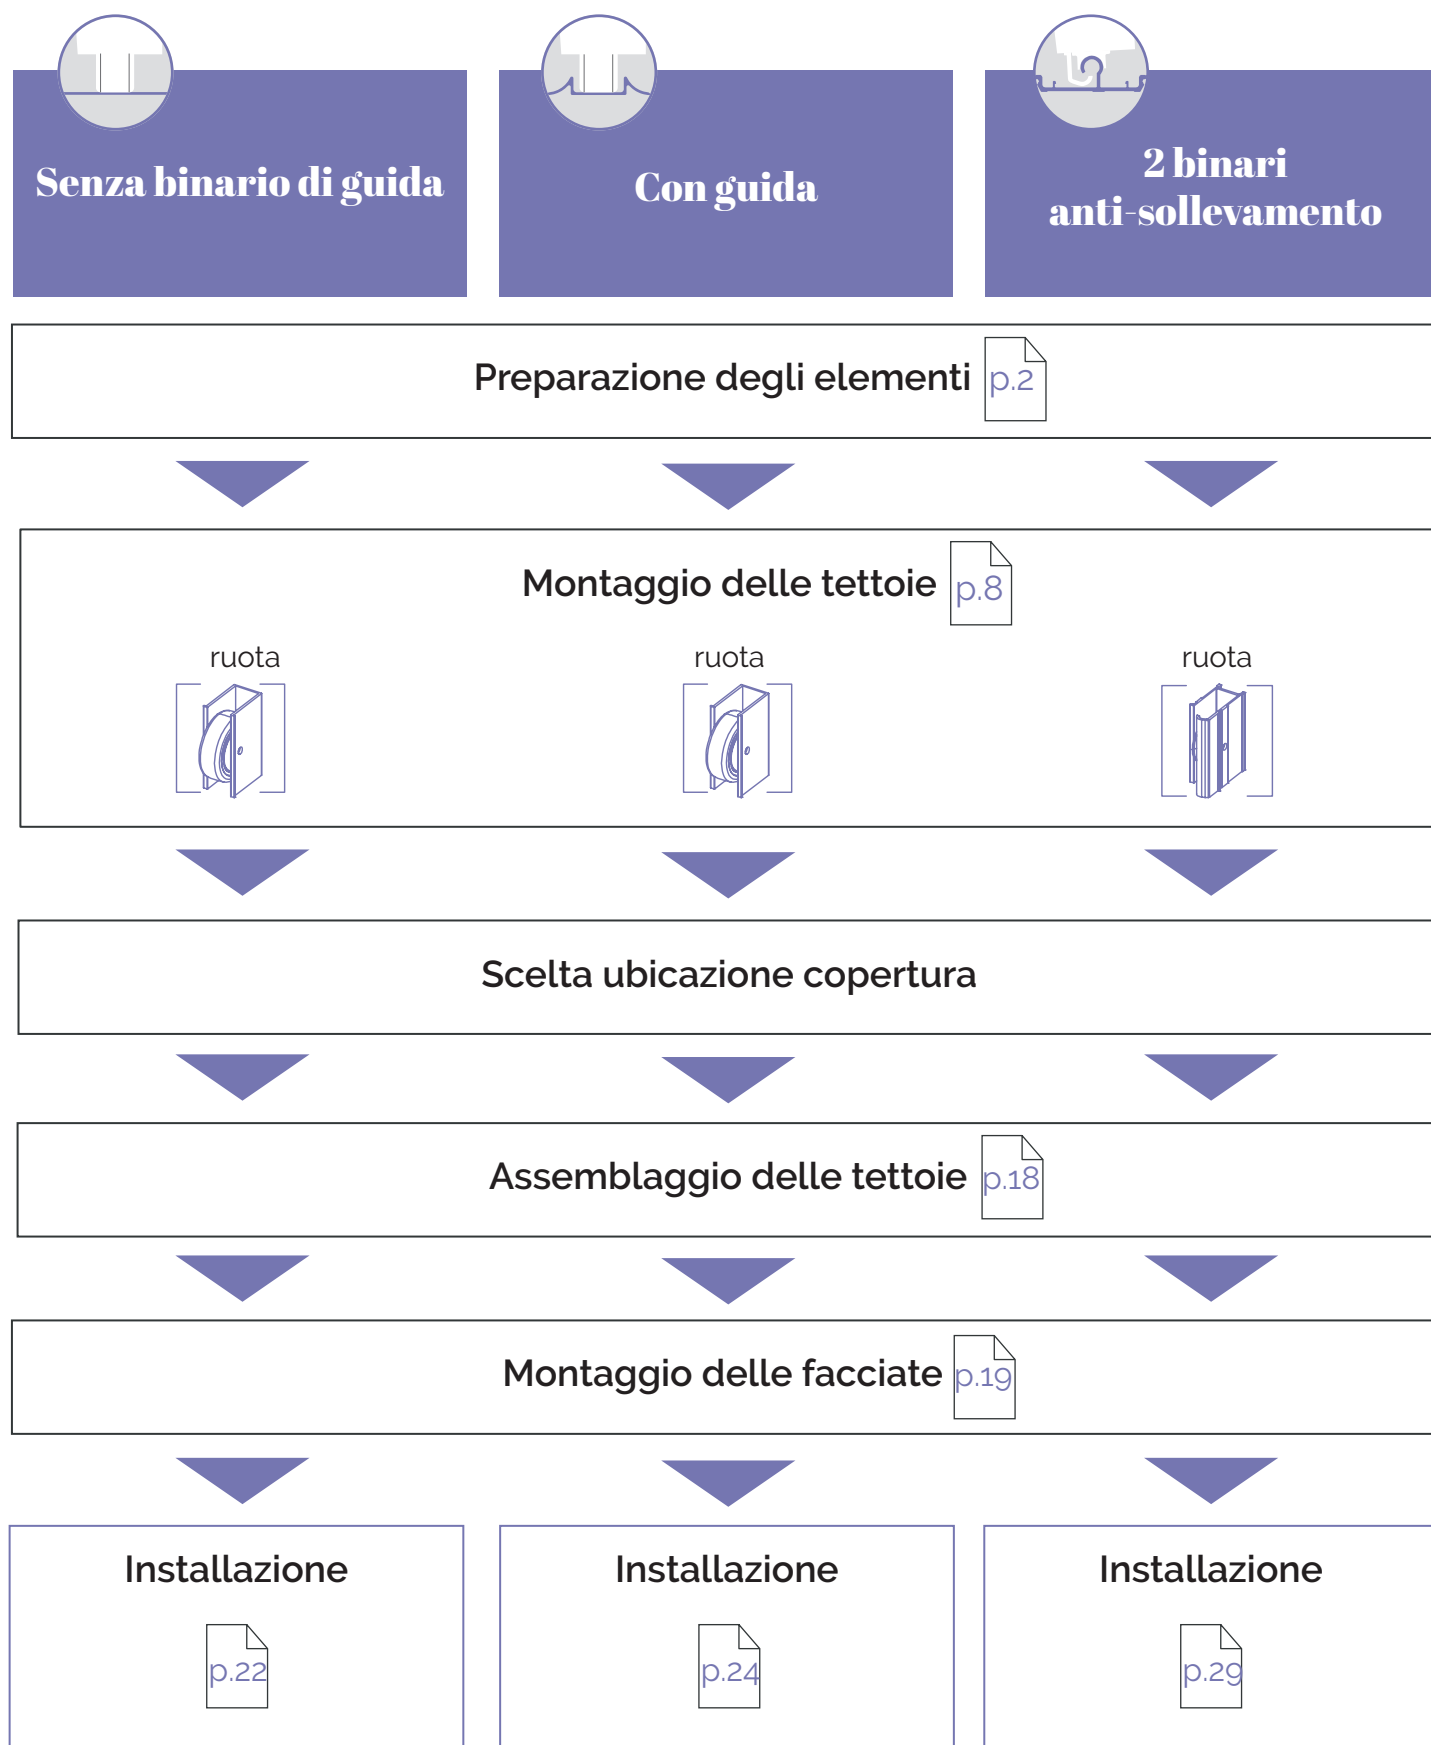 Senza binario di guida
Con guida
2 binari
anti-sollevamento
Preparazione degli elementi p.2
Montaggio delle tettoie p.8
ruota
ruota
ruota
Scelta ubicazione copertura
Assemblaggio delle tettoie p.18
Montaggio delle facciate p.19
Installazione
p.22
Installazione
p.24
Installazione
p.29